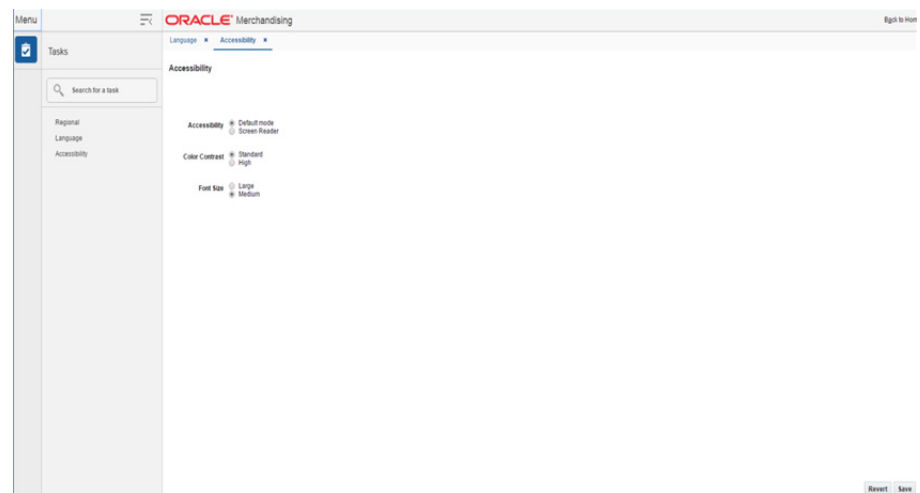 Menu
ORACLE® Merchandising
Back to Hom
Tasks
Language ×
Accessibility ×
Accessibility
Search for a task
Regional
Language
Accessibility
Accessibility
Default mode
Screen Reader
Color Contrast
Standard
High
Font Size
Large
Medium
Revert
Save